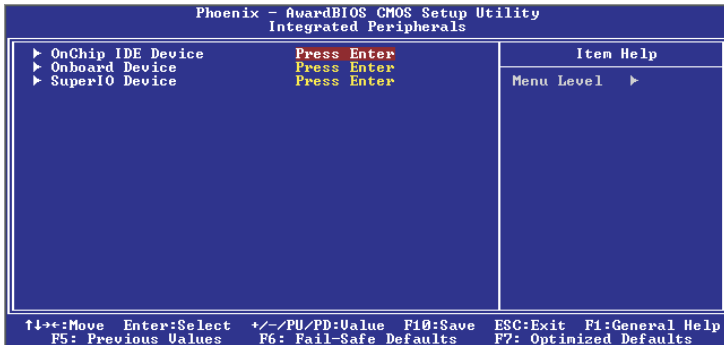 Phoenix - AwardBIOS CMOS Setup Utility
Integrated Peripherals
▶ OnChip IDE Device Press Enter
▶ Onboard Device Press Enter
▶ SuperIO Device Press Enter
Item Help
Menu Level ▶
↑↓→←:Move Enter:Select +/-/PU/PD:Value F10:Save ESC:Exit F1:General Help
F5: Previous Values F6: Fail-Safe Defaults F7: Optimized Defaults